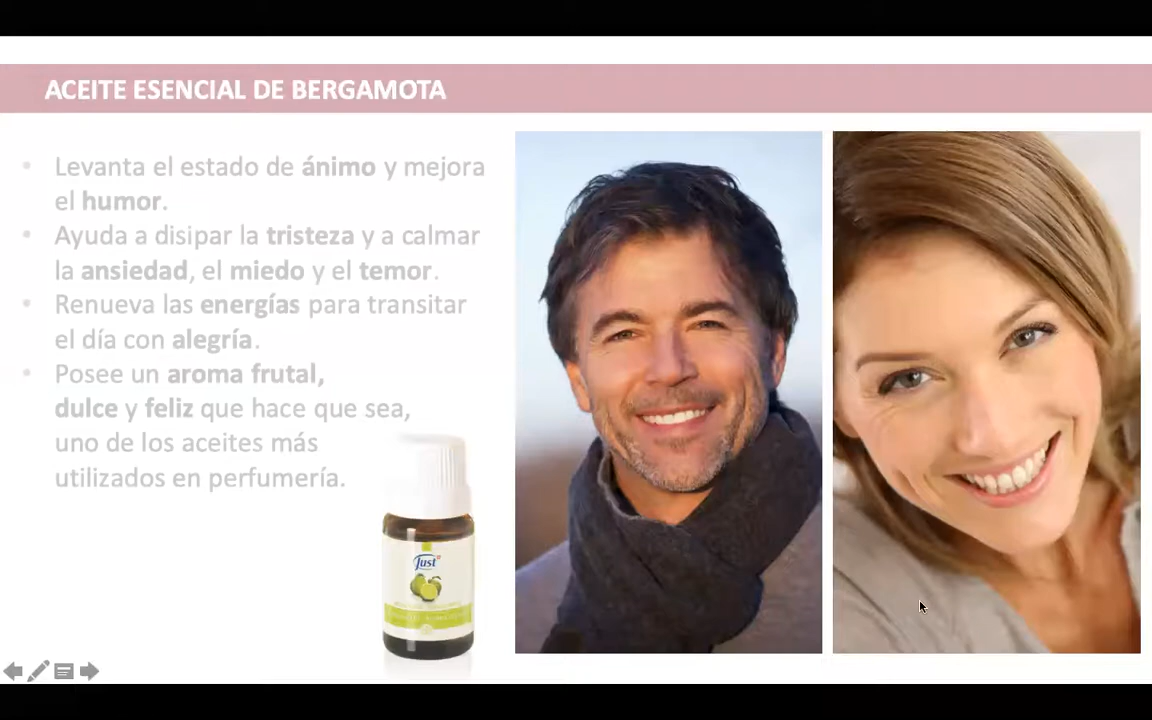 ACEITE ESENCIAL DE BERGAMOTA
• Levanta el estado de ánimo y mejora
el humor.
• Ayuda a disipar la tristeza y a calmar
la ansiedad, el miedo y el temor.
• Renueva las energías para transitar
el día con alegría.
• Posee un aroma frutal,
dulce y feliz que hace que sea,
uno de los aceites más
utilizados en perfumería.
Just